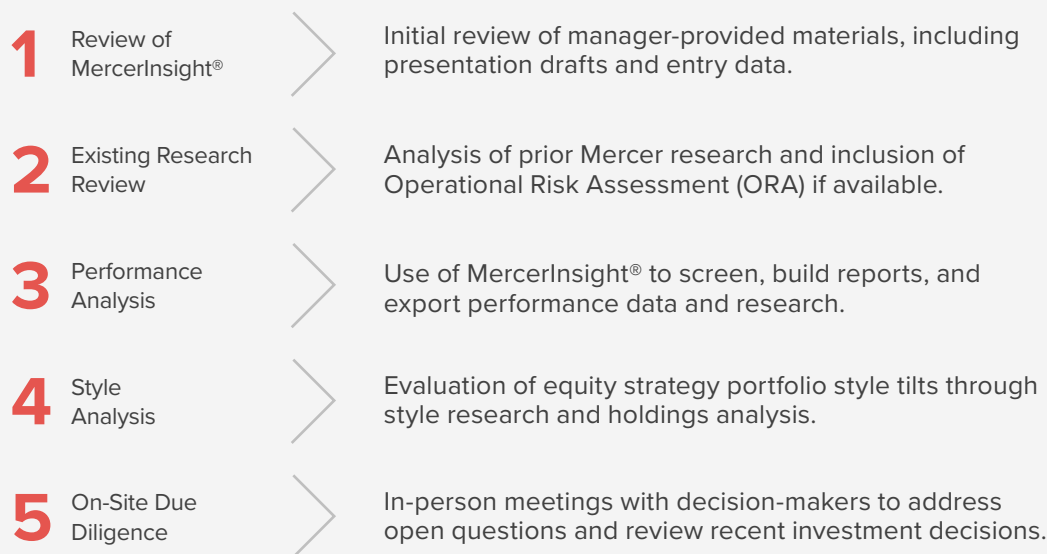 1
Review of
MercerInsight®
Initial review of manager-provided materials, including
presentation drafts and entry data.
2
Existing Research
Review
Analysis of prior Mercer research and inclusion of
Operational Risk Assessment (ORA) if available.
3
Performance
Analysis
Use of MercerInsight® to screen, build reports, and
export performance data and research.
4
Style
Analysis
Evaluation of equity strategy portfolio style tilts through
style research and holdings analysis.
5
On-Site Due
Diligence
In-person meetings with decision-makers to address
open questions and review recent investment decisions.